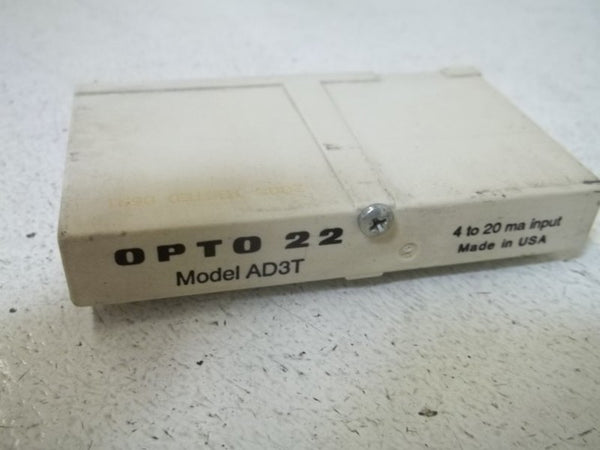 OPTO 22
Model AD3T
4 to 20 ma input
Made in USA